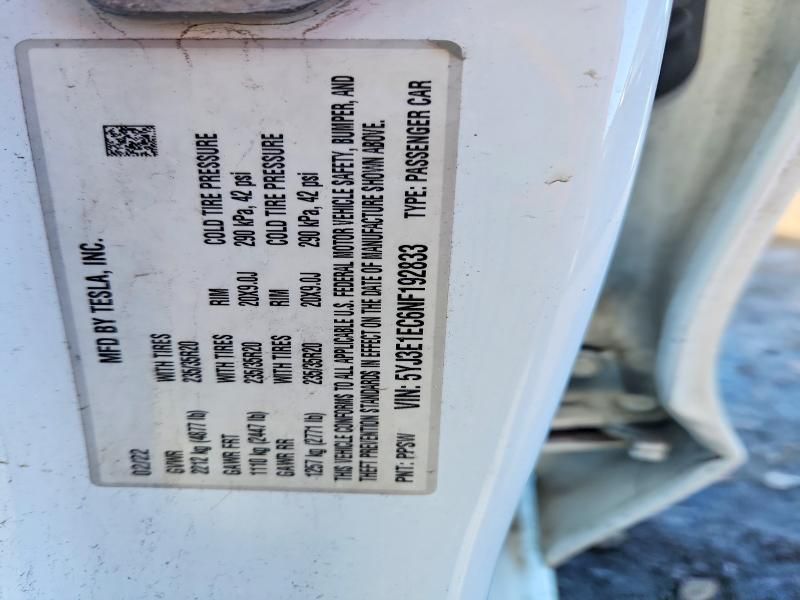 MFD BY TESLA, INC.
02/22
GVWR WITH TIRES RIM COLD TIRE PRESSURE
2212 kg (4877 lb) 235/35R20 20X9.0J 290 kPa, 42 psi
GAWR FRT WITH TIRES RIM COLD TIRE PRESSURE
1110 kg (2447 lb) 235/35R20 20X9.0J 290 kPa, 42 psi
GAWR RR WITH TIRES
1257 kg (2771 lb) 235/35R20
THIS VEHICLE CONFORMS TO ALL APPLICABLE U.S. FEDERAL MOTOR VEHICLE SAFETY, BUMPER, AND
THEFT PREVENTION STANDARDS IN EFFECT ON THE DATE OF MANUFACTURE SHOWN ABOVE.
PNT: PPSW VIN: 5YJ3E1EC6NF192833 TYPE: PASSENGER CAR